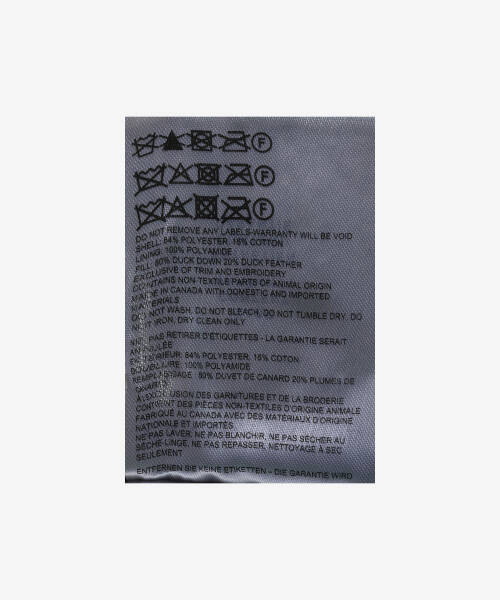 F
F
F
DO NOT REMOVE ANY LABELS-WARRANTY WILL BE VOID
SHELL: 84% POLYESTER, 16% COTTON
LINING: 100% POLYAMIDE
FILL: 80% DUCK DOWN 20% DUCK FEATHER
EXCLUSIVE OF TRIM AND EMBROIDERY
CONTAINS NON-TEXTILE PARTS OF ANIMAL ORIGIN
MADE IN CANADA WITH DOMESTIC AND IMPORTED
MATERIALS
DO NOT WASH, DO NOT BLEACH, DO NOT TUMBLE DRY, DO
NOT IRON, DRY CLEAN ONLY
NE PAS RETIRER D'ÉTIQUETTES - LA GARANTIE SERAIT
ANNULÉE
EXTÉRIEUR: 84% POLYESTER, 16% COTON
DOUBLURE: 100% POLYAMIDE
REMPLISSAGE: 80% DUVET DE CANARD 20% PLUMES DE
CANARD
À L'EXCLUSION DES GARNITURES ET DE LA BRODERIE
CONTIENT DES PIÈCES NON-TEXTILES D'ORIGINE ANIMALE
FABRIQUÉ AU CANADA AVEC DES MATÉRIAUX D'ORIGINE
NATIONALE ET IMPORTÉS
NE PAS LAVER, NE PAS BLANCHIR, NE PAS SÉCHER AU
SÈCHE-LINGE, NE PAS REPASSER, NETTOYAGE À SEC
SEULEMENT
ENTFERNEN SIE KEINE ETIKETTEN – DIE GARANTIE WIRD